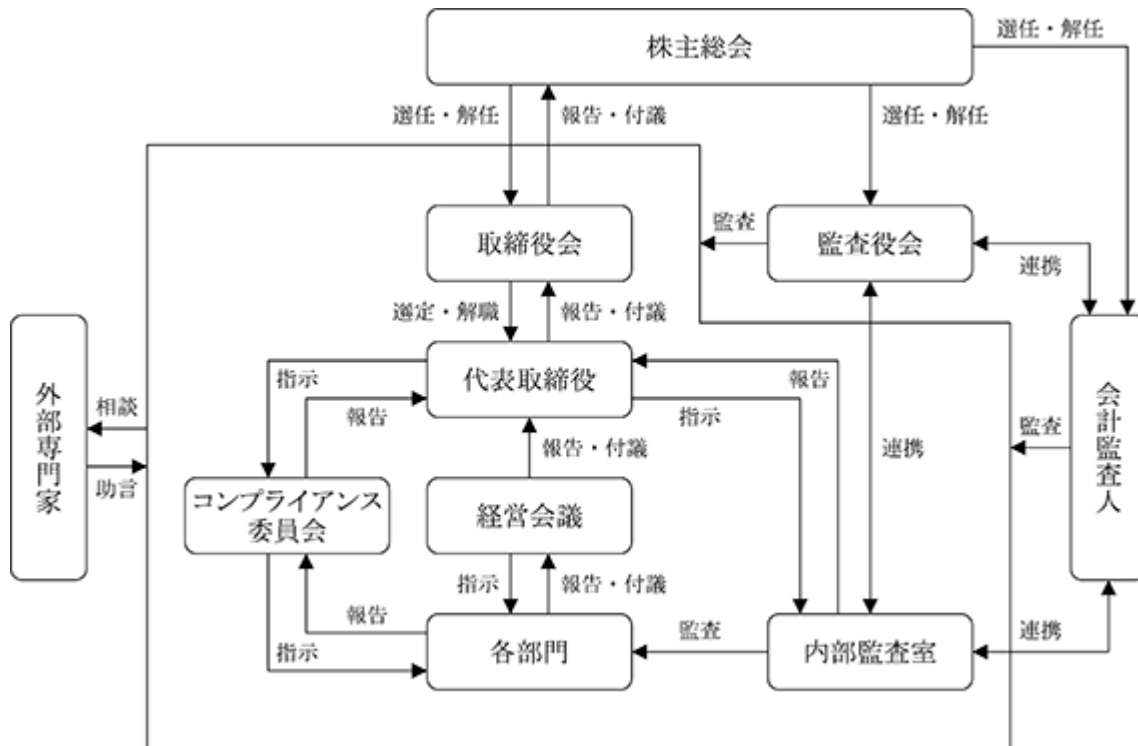 株主総会
選任・解任
選任・解任
報告・付議
選任・解任
取締役会
監査
監査役会
連携
選定・解職
報告・付議
外部専門家
相談
助言
指示
報告
代表取締役
報告
指示
報告・付議
連携
監査
会計監査人
コンプライアンス
委員会
経営会議
指示
報告・付議
報告
指示
各部門
監査
内部監査室
連携